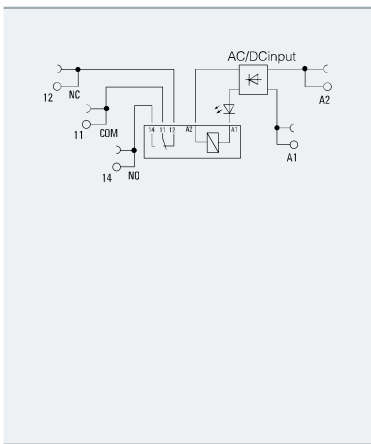 AC/DCinput
A2
12 NC
11 COM
14 11 12 A2 A1
A1
14 NO